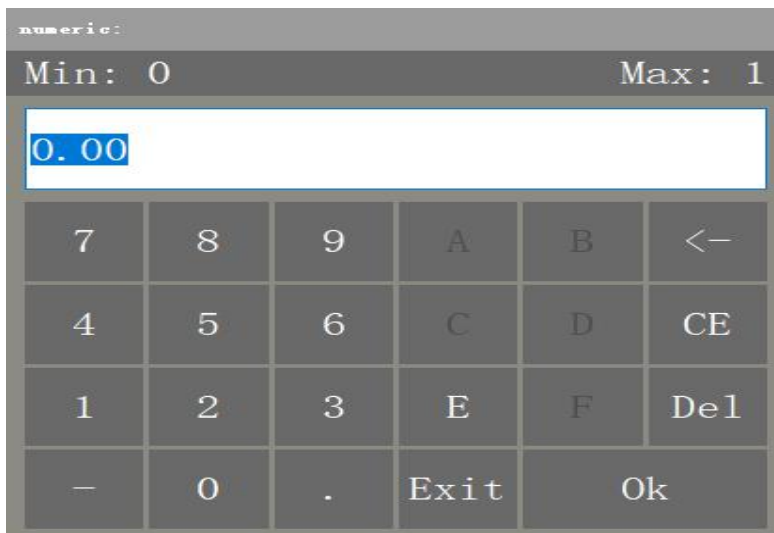 numeric:
Min: 0 Max: 1
0.00
7 8 9 A B <-
4 5 6 C D CE
1 2 3 E F Del
- 0 . Exit Ok